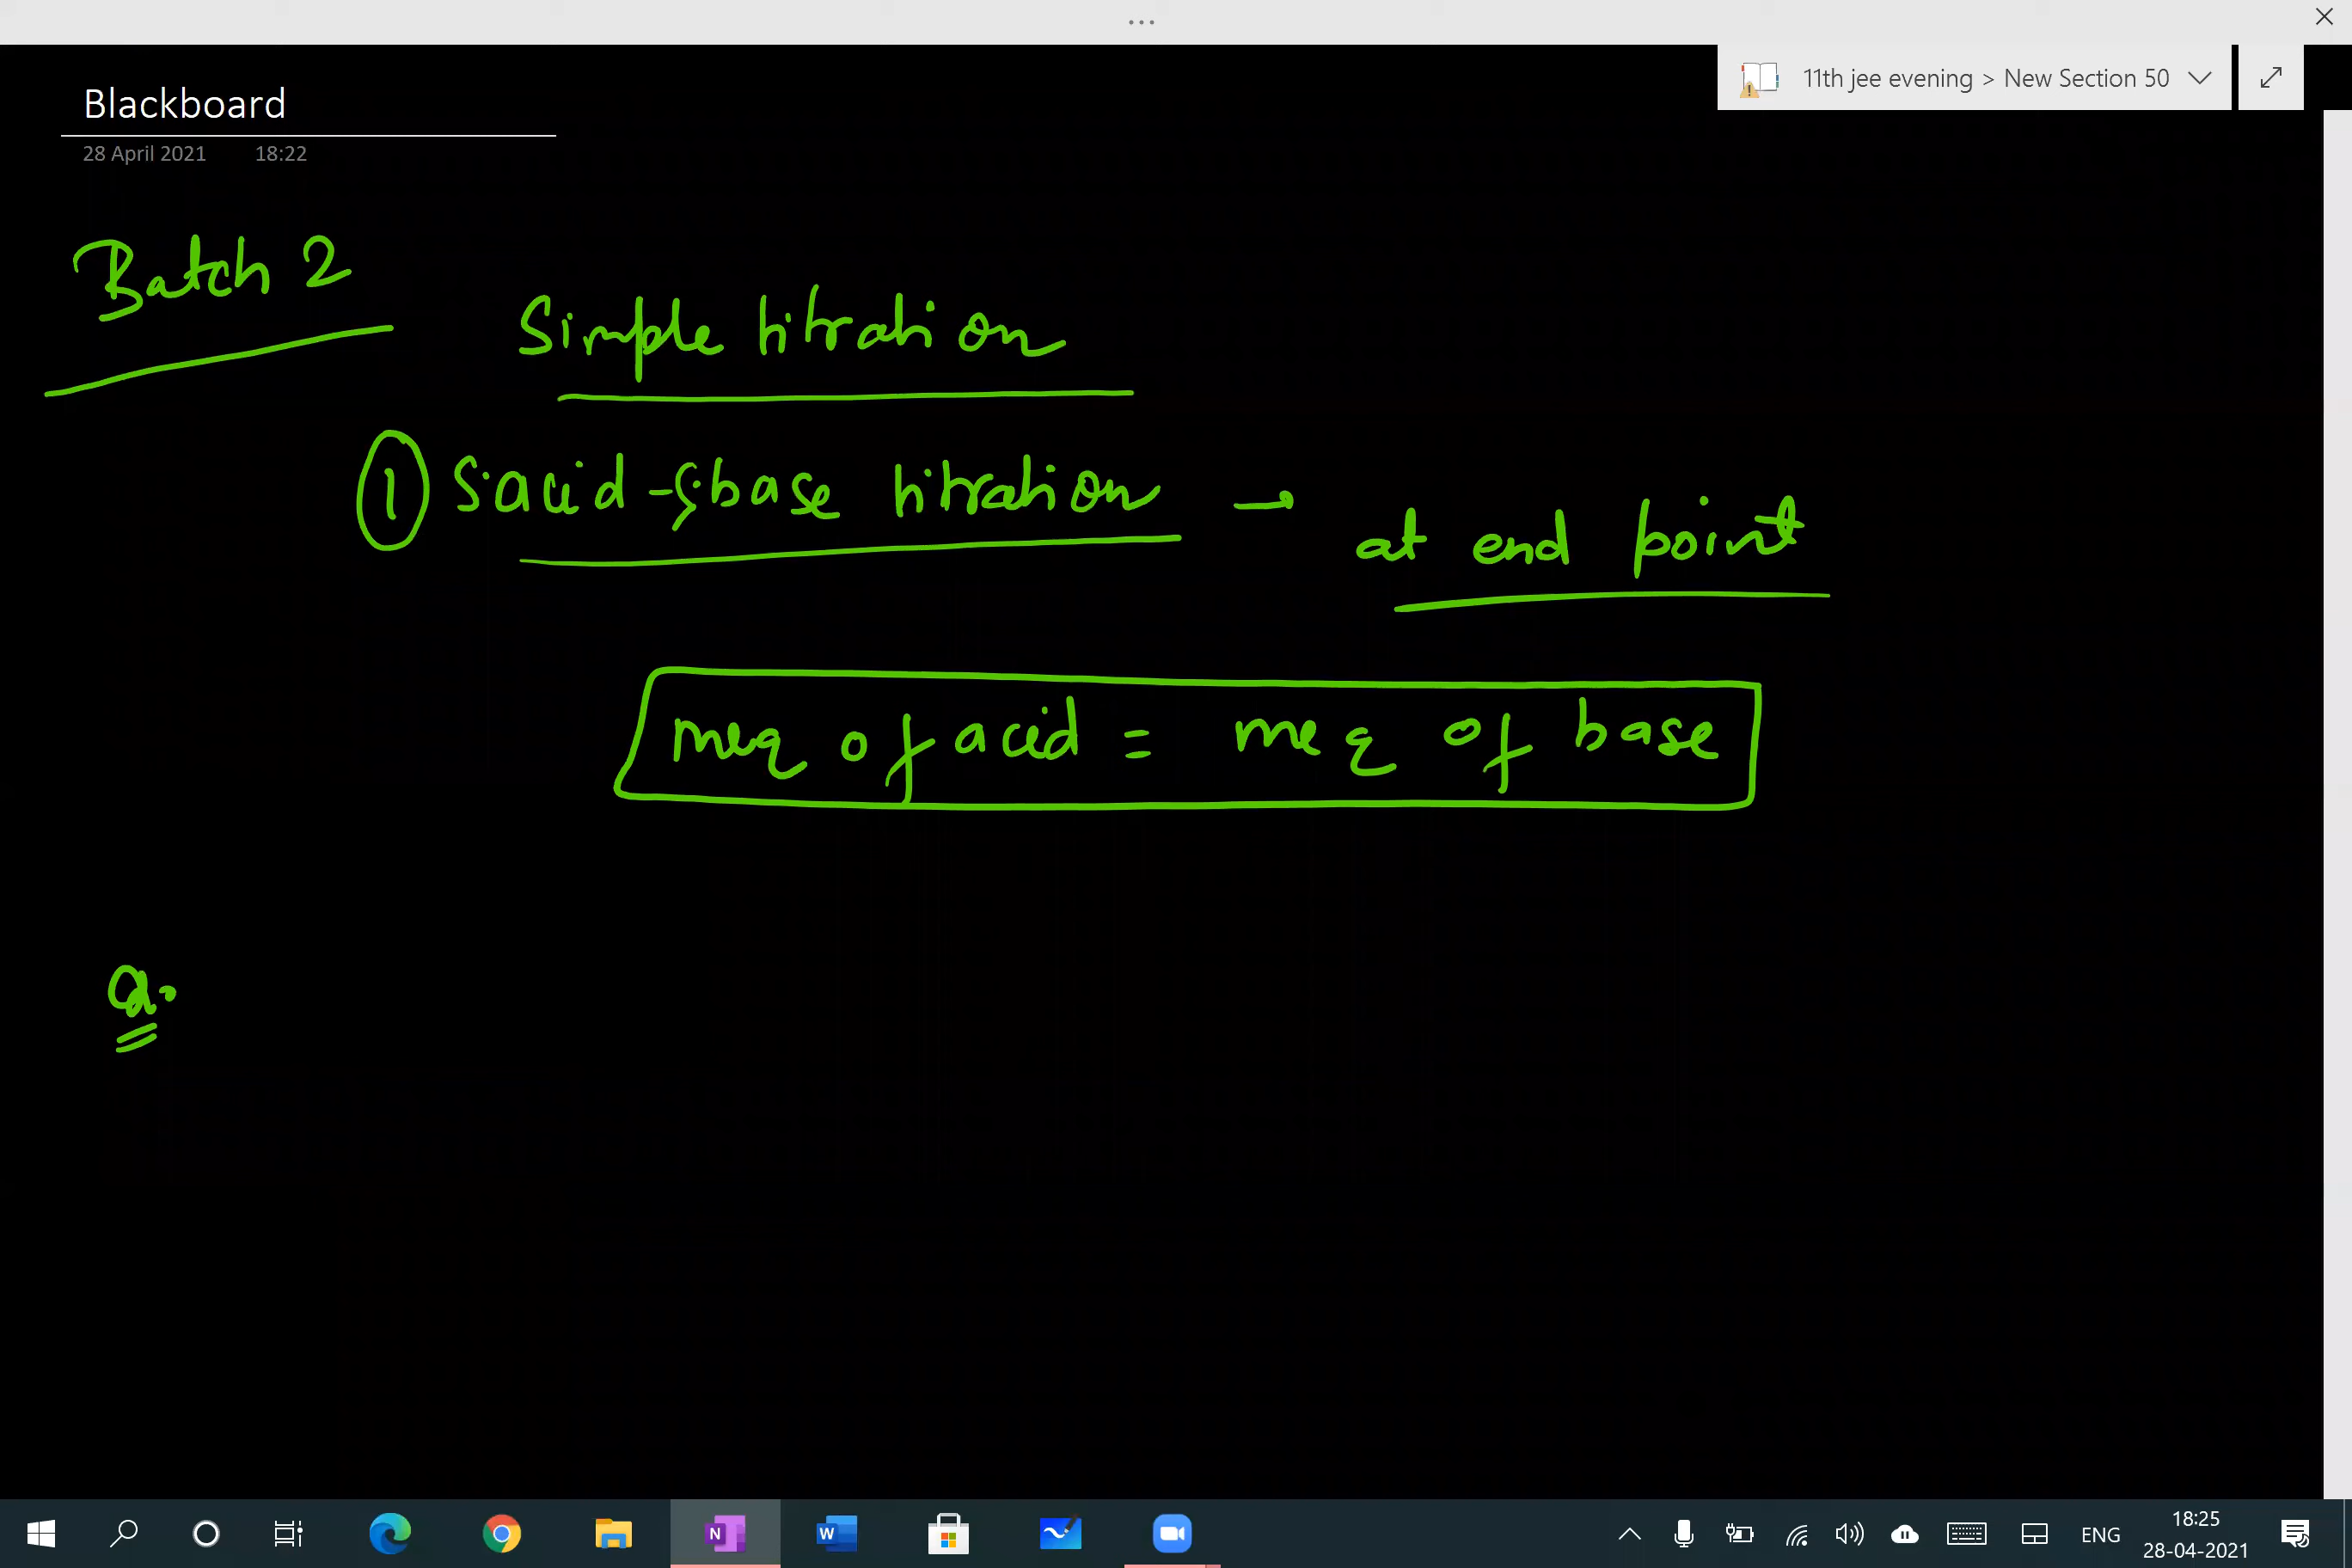 11th jee evening > New Section 50
Blackboard
28 April 2021 18:22
Batch 2
Simple titration
① S.acid-S.base titration → at end point
meq of acid = meq of base
Q.
ENG
18:25
28-04-2021